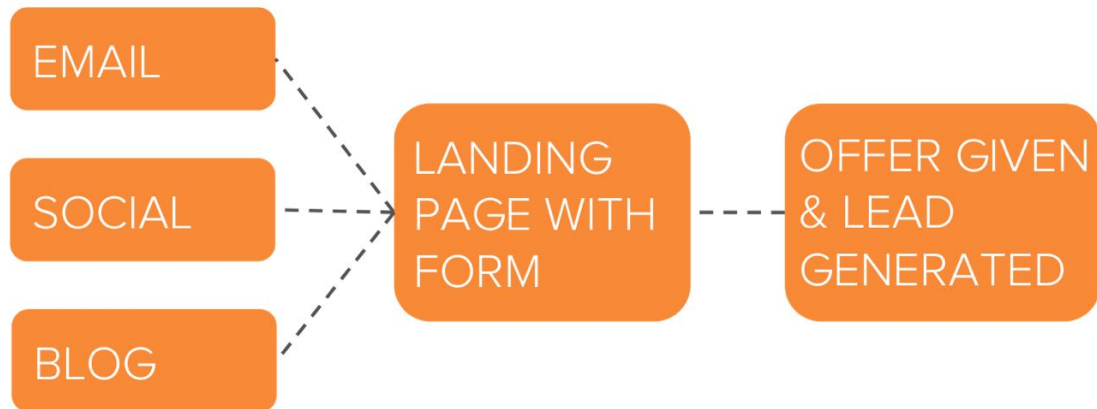 EMAIL
SOCIAL
BLOG
LANDING
PAGE WITH
FORM
OFFER GIVEN
& LEAD
GENERATED